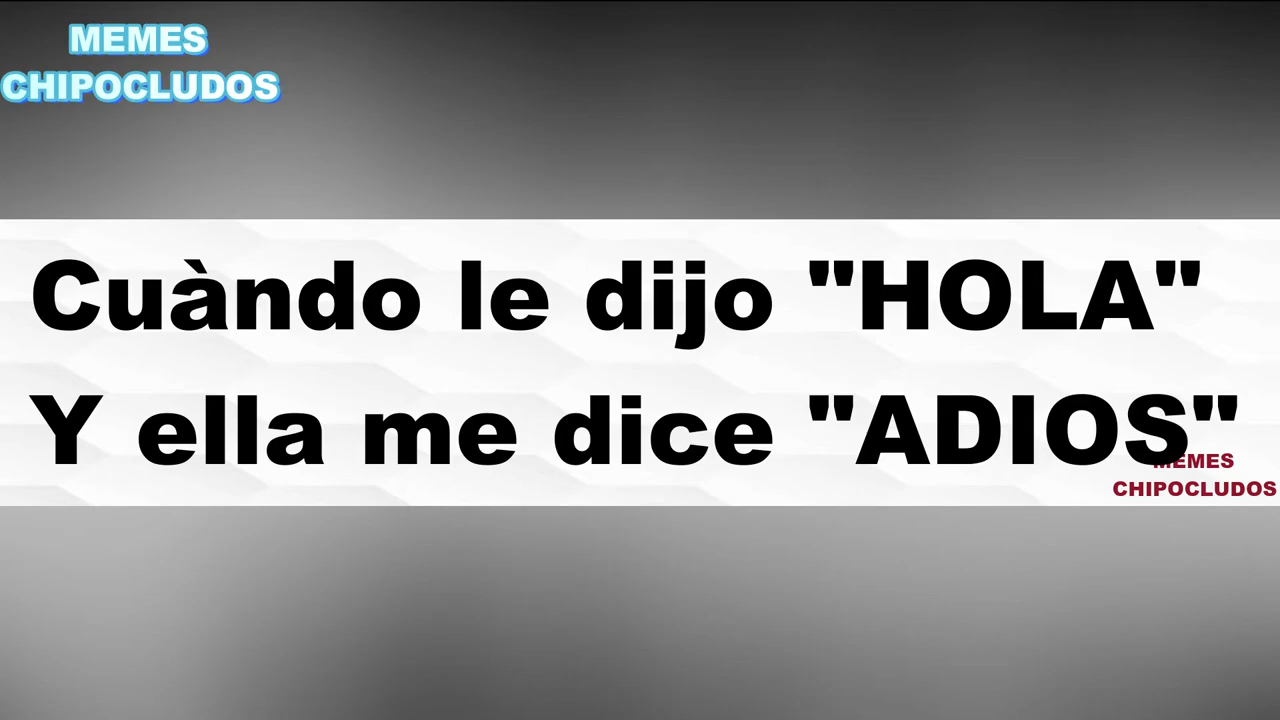 MEMES
CHIPOCLUDOS
Cuàndo le dijo "HOLA"
Y ella me dice "ADIOS"
MEMES
CHIPOCLUDOS